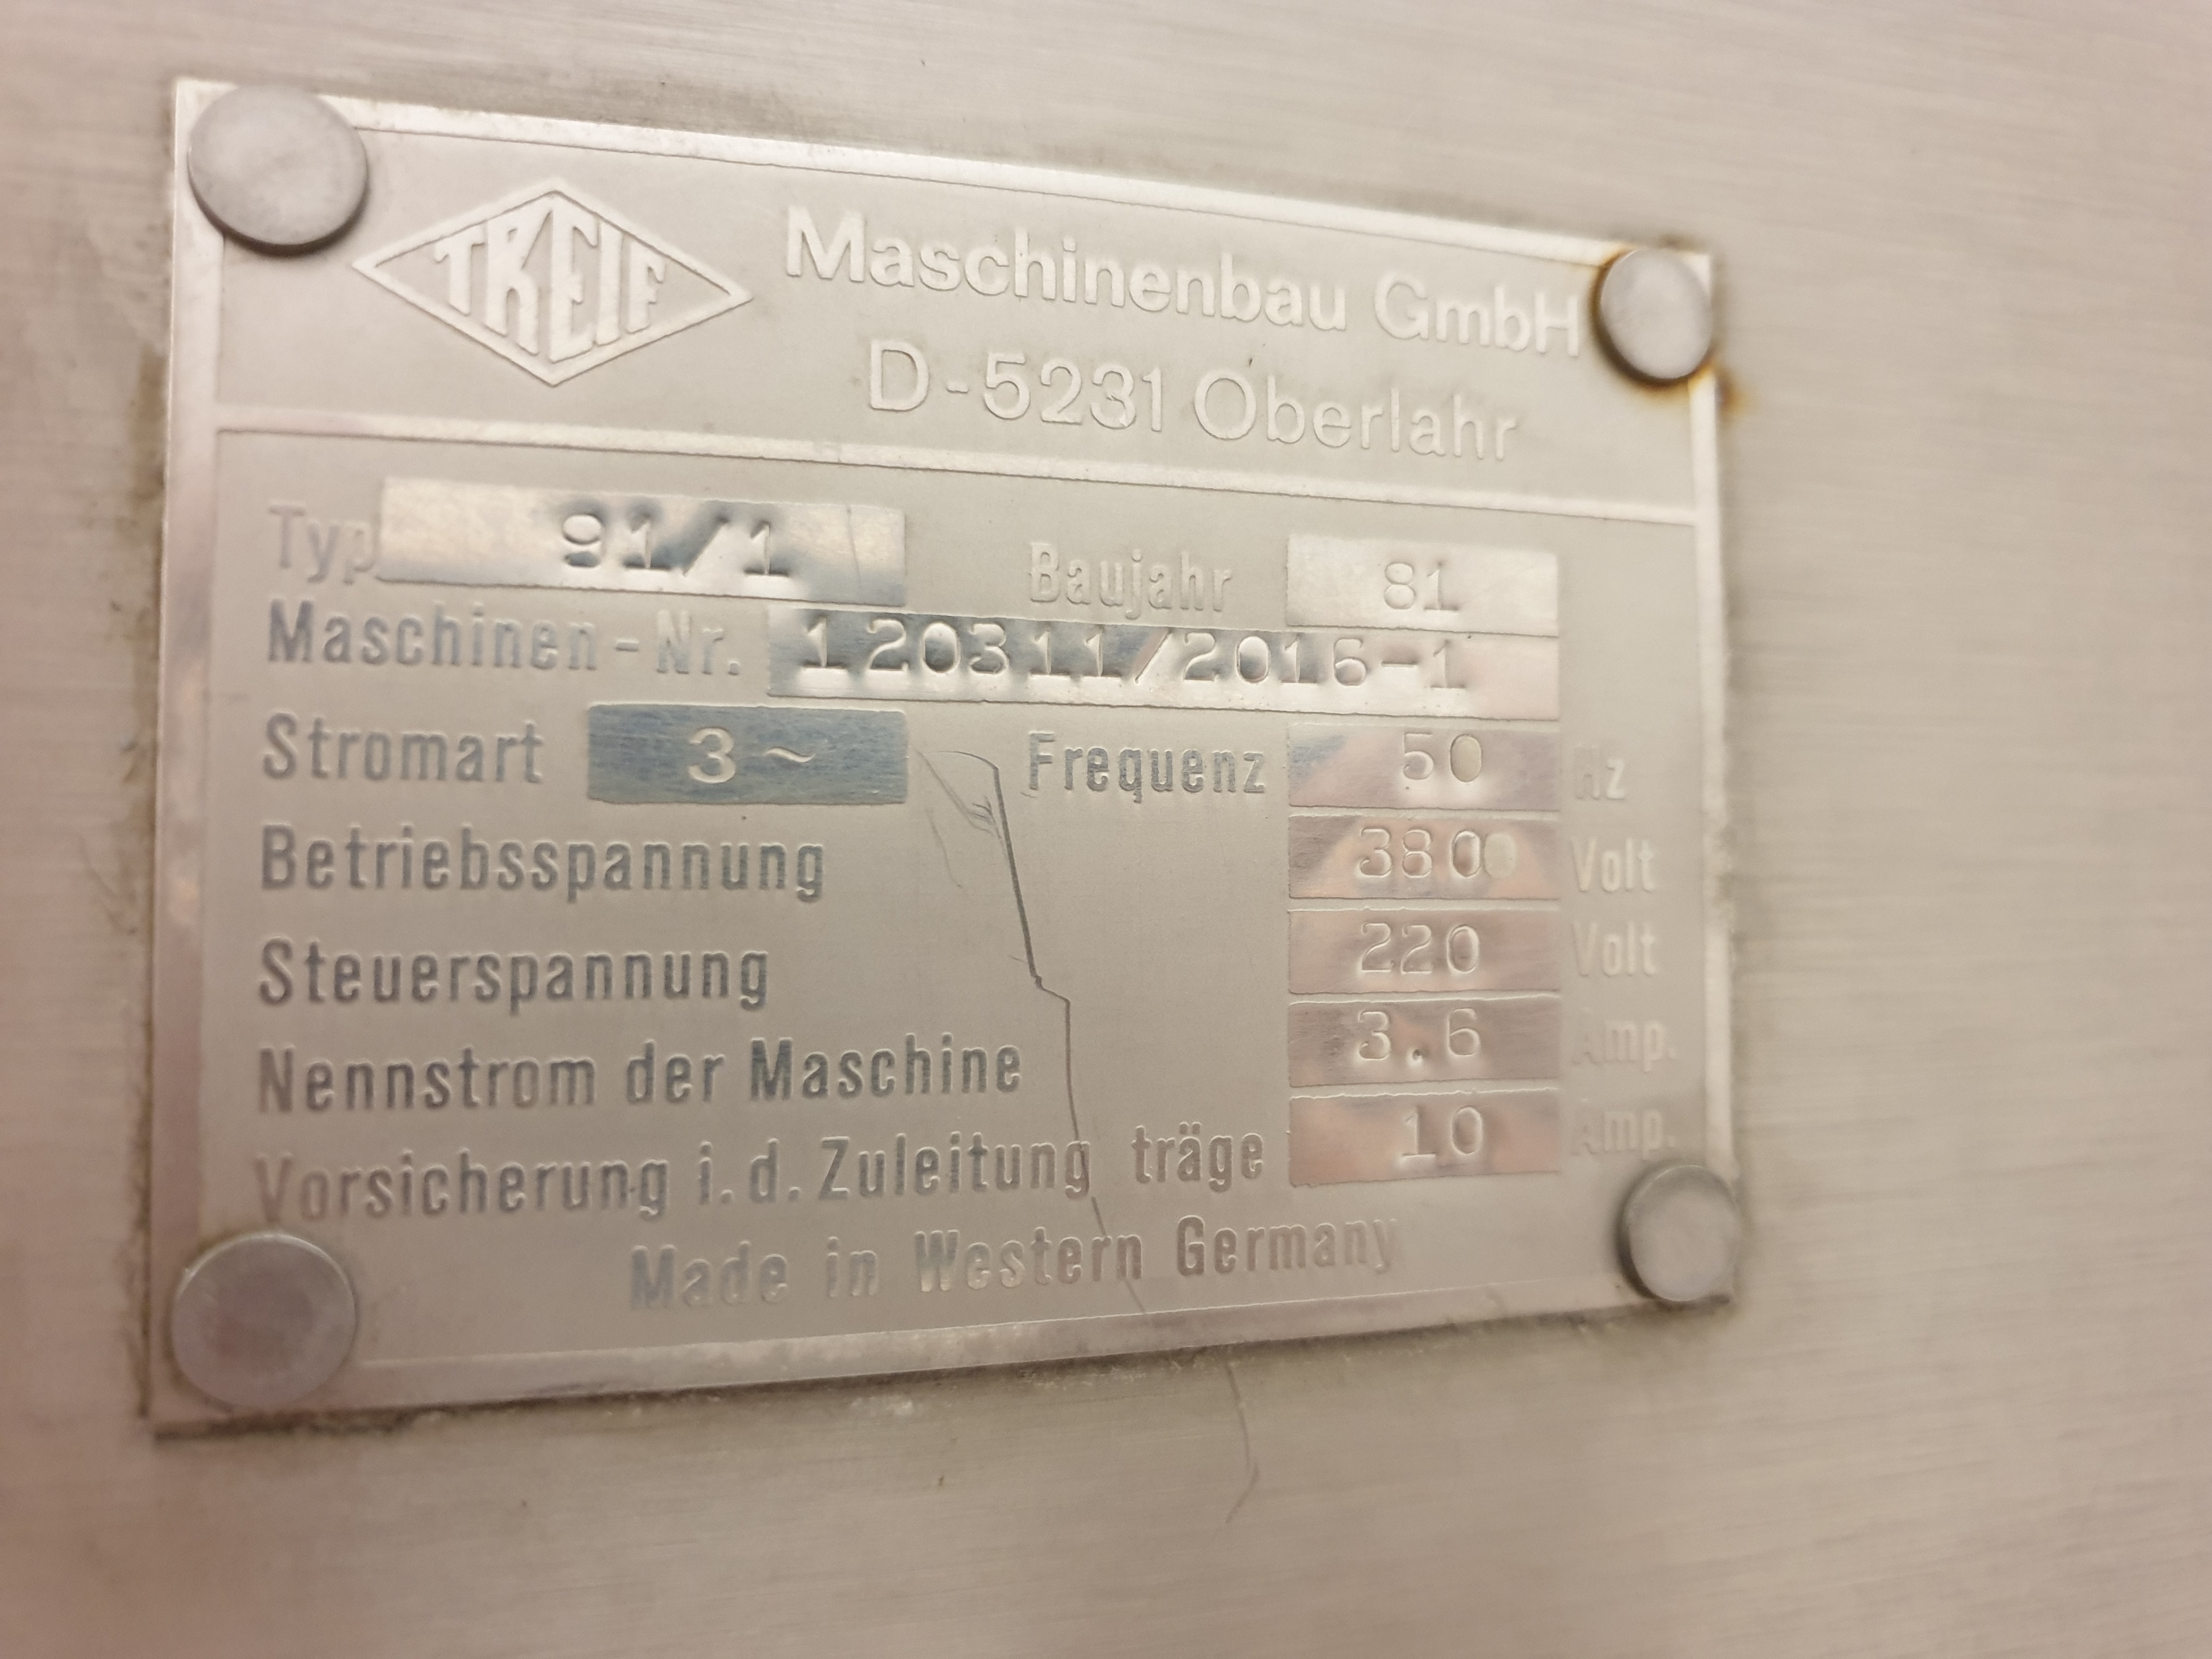 TREIF Maschinenbau GmbH
D-5231 Oberlahr
Typ 91/1 Baujahr 81
Maschinen-Nr. 120311/2016-1
Stromart 3~ Frequenz 50 Hz
Betriebsspannung 380 Volt
Steuerspannung 220 Volt
Nennstrom der Maschine 3.6 Amp.
Vorsicherung i.d. Zuleitung träge 10 Amp.
Made in Western Germany